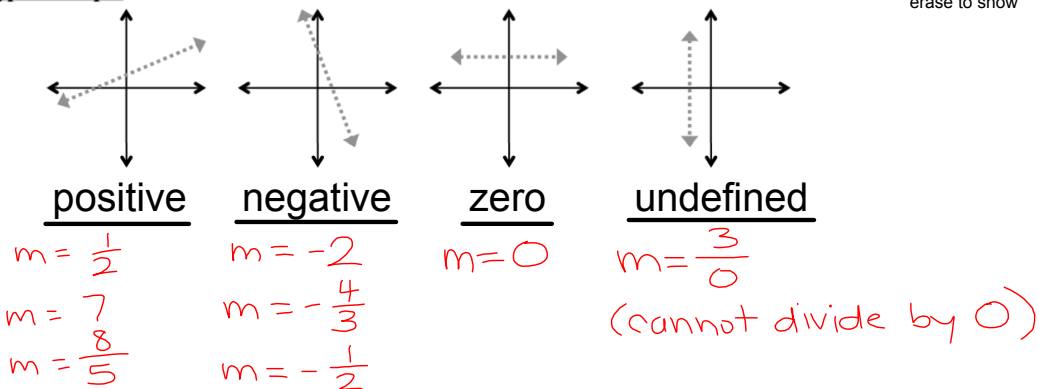 erase to show
positive negative zero undefined
m = 1/2 m = -2 m = 0 m = 3/0
m = 7 m = - 4/3 (cannot divide by 0)
m = 8/5 m = - 1/2